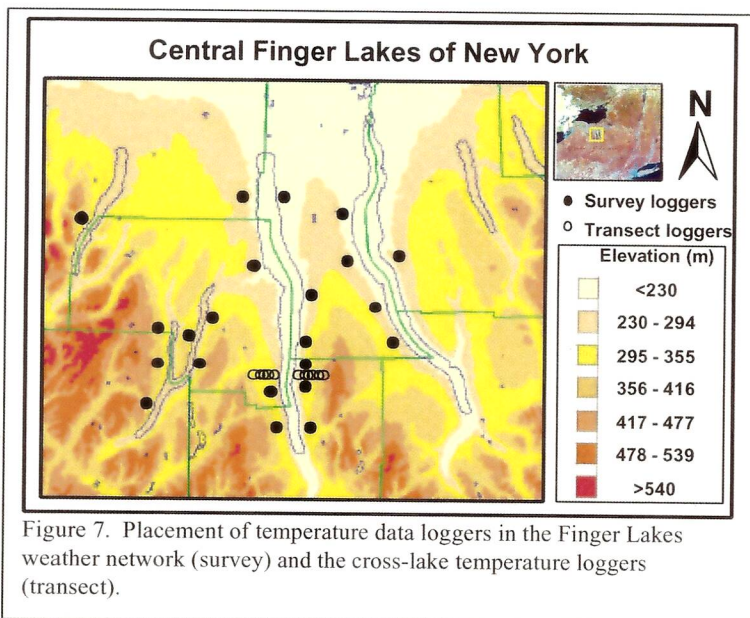 Central Finger Lakes of New York
N
Survey loggers
Transect loggers
Elevation (m)
<230
230 - 294
295 - 355
356 - 416
417 - 477
478 - 539
>540
Figure 7. Placement of temperature data loggers in the Finger Lakes
weather network (survey) and the cross-lake temperature loggers
(transect).